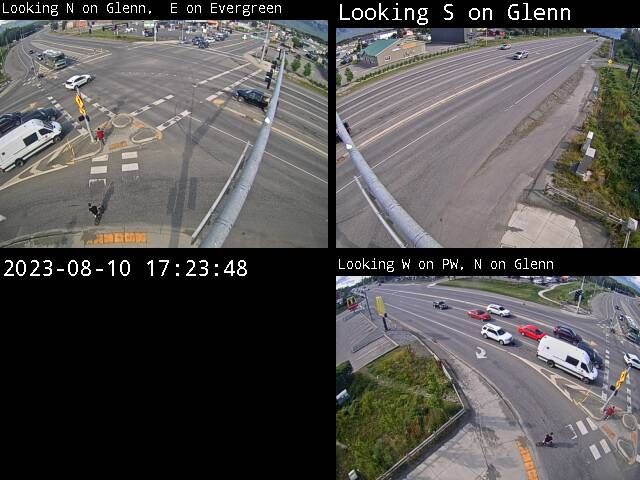 Looking N on Glenn,  E on Evergreen
Looking S on Glenn
2023-08-10 17:23:48
Looking W on PW, N on Glenn